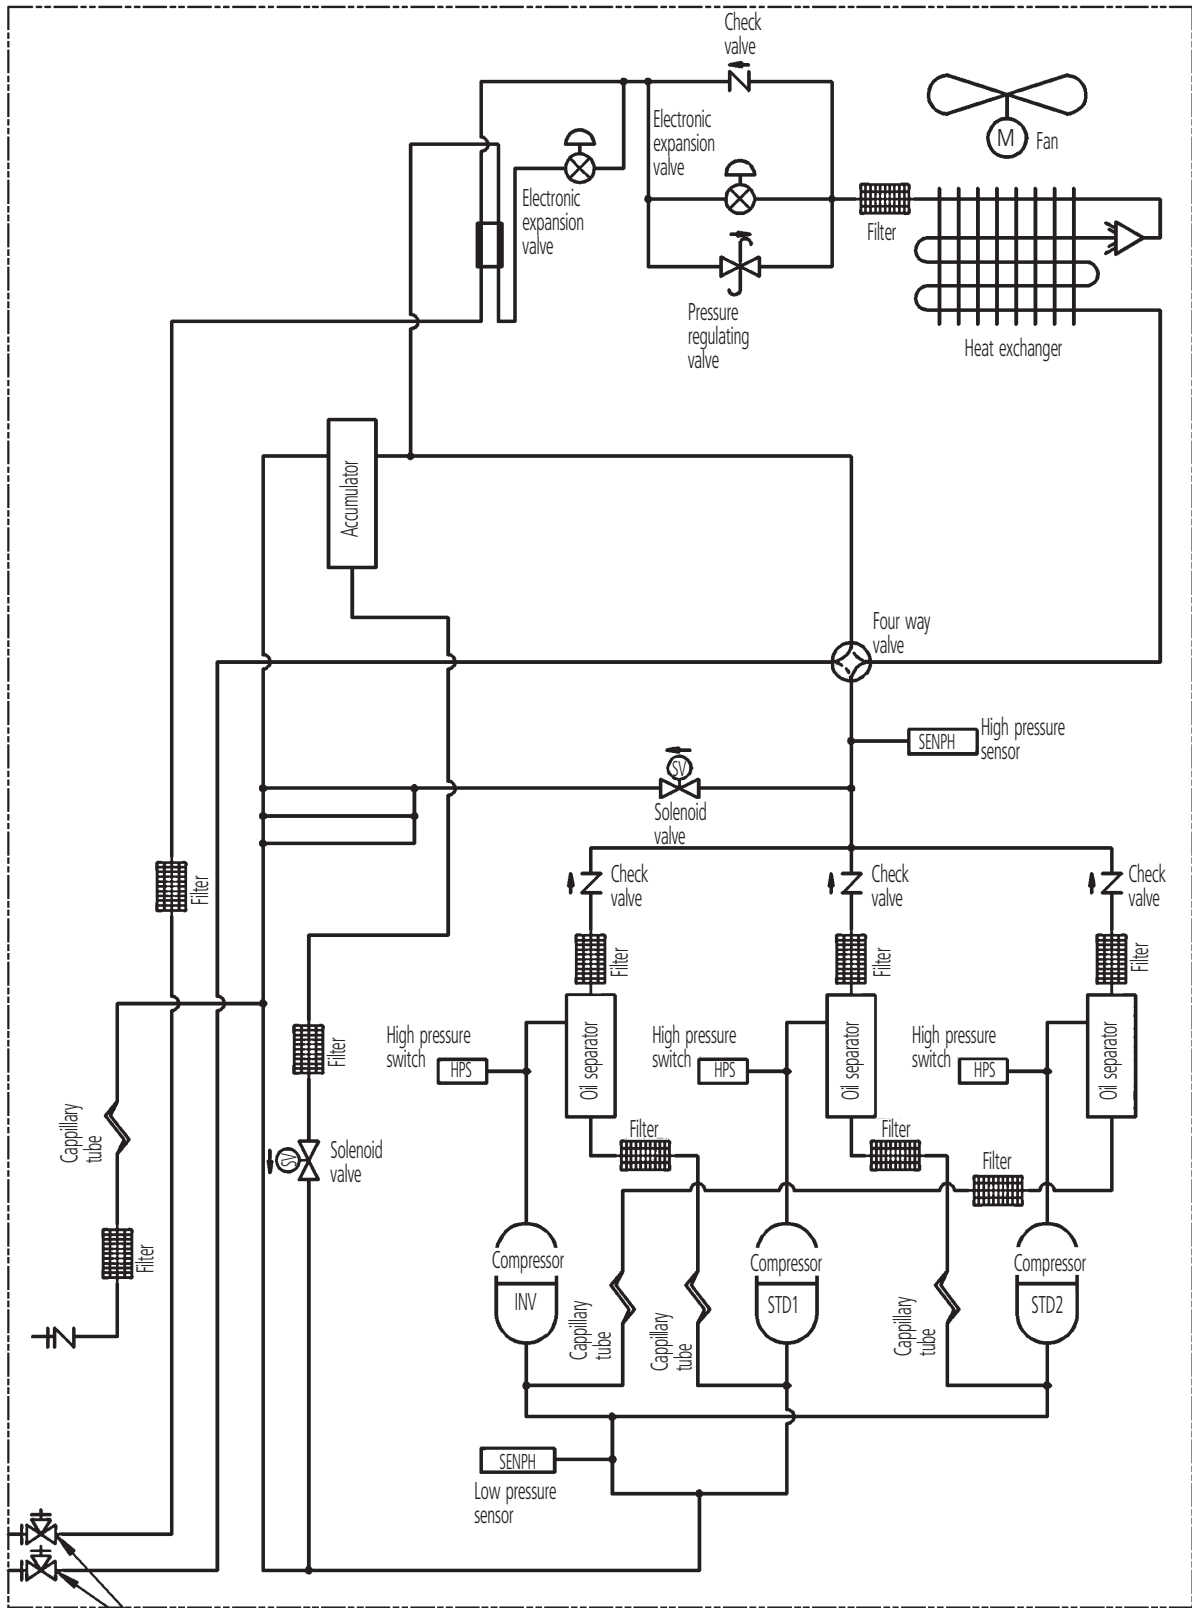 Check
valve
Electronic
expansion
valve
M
Fan
Electronic
expansion
valve
Filter
Pressure
regulating
valve
Heat exchanger
Accumulator
Four way
valve
SENPH
High pressure
sensor
SV
Solenoid
valve
Check
valve
Check
valve
Check
valve
Filter
Filter
Filter
Filter
Filter
High pressure
switch
HPS
Oil separator
High pressure
switch
HPS
Oil separator
High pressure
switch
HPS
Oil separator
Cappillary
tube
SV
Solenoid
valve
Filter
Filter
Filter
Filter
Compressor
INV
Compressor
STD1
Compressor
STD2
Cappillary
tube
Cappillary
tube
Cappillary
tube
SENPH
Low pressure
sensor